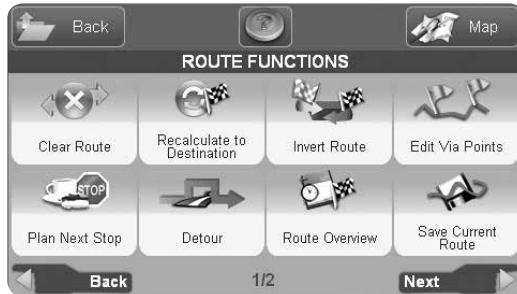 Back
Map
ROUTE FUNCTIONS
Clear Route
Recalculate to
Destination
Invert Route
Edit Via Points
STOP
Plan Next Stop
Detour
Route Overview
Save Current
Route
Back
1/2
Next